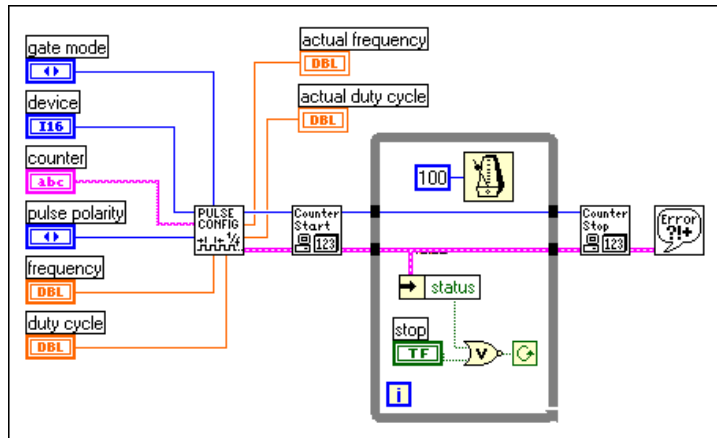 gate mode
device
I16
counter
abc
pulse polarity
frequency
DBL
duty cycle
DBL
actual frequency
DBL
actual duty cycle
DBL
PULSE
CONFIG
1/f
Counter
Start
123
100
status
stop
TF
V
i
Counter
Stop
123
Error
?!+